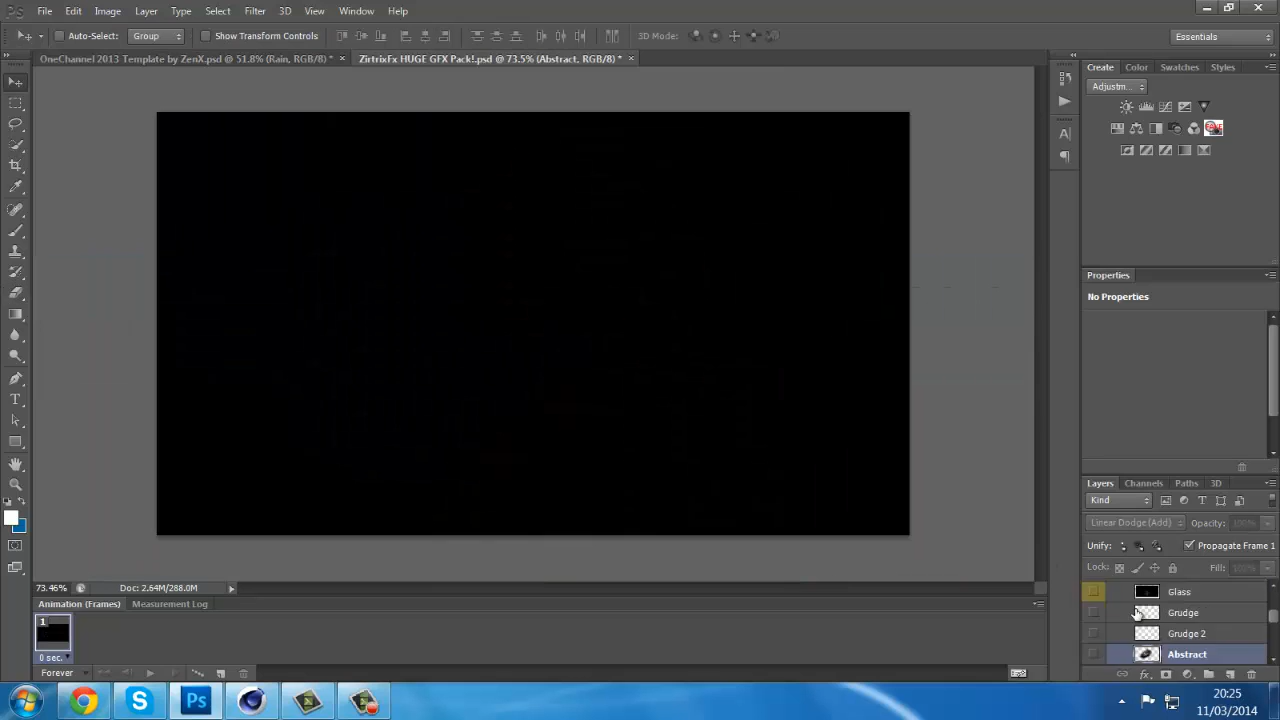 Ps File Edit Image Layer Type Select Filter 3D View Window Help
Auto-Select: Group Show Transform Controls 3D Mode: Essentials
OneChannel 2013 Template by ZenX.psd @ 51.8% (Rain, RGB/8) * × ZirtrixFx HUGE GFX Pack!.psd @ 73.5% (Abstract, RGB/8) * ×
Create Color Swatches Styles
Adjustm...
Properties
No Properties
Layers Channels Paths 3D
Kind
Linear Dodge (Add) Opacity: 100%
Unify: Propagate Frame 1
Lock: Fill: 100%
Glass
Grudge
Grudge 2
Abstract
73.46% Doc: 2.64M/288.0M
Animation (Frames) Measurement Log
1
0 sec.
Forever
Ps
20:25
11/03/2014